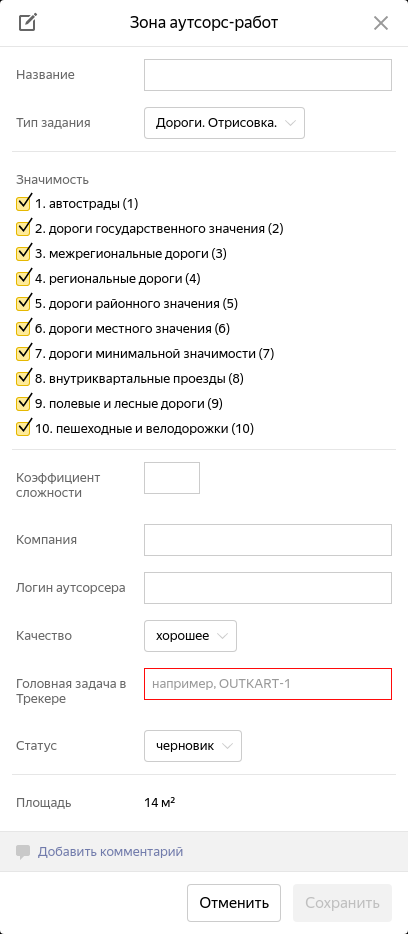 Зона аутсорс-работ
Название
Тип задания
Дороги. Отрисовка.
Значимость
1. автострады (1)
2. дороги государственного значения (2)
3. межрегиональные дороги (3)
4. региональные дороги (4)
5. дороги районного значения (5)
6. дороги местного значения (6)
7. дороги минимальной значимости (7)
8. внутриквартальные проезды (8)
9. полевые и лесные дороги (9)
10. пешеходные и велодорожки (10)
Коэффициент
сложности
Компания
Логин аутсорсера
Качество
хорошее
Головная задача в
Трекере
например, OUTKART-1
Статус
черновик
Площадь
14 м²
Добавить комментарий
Отменить
Сохранить